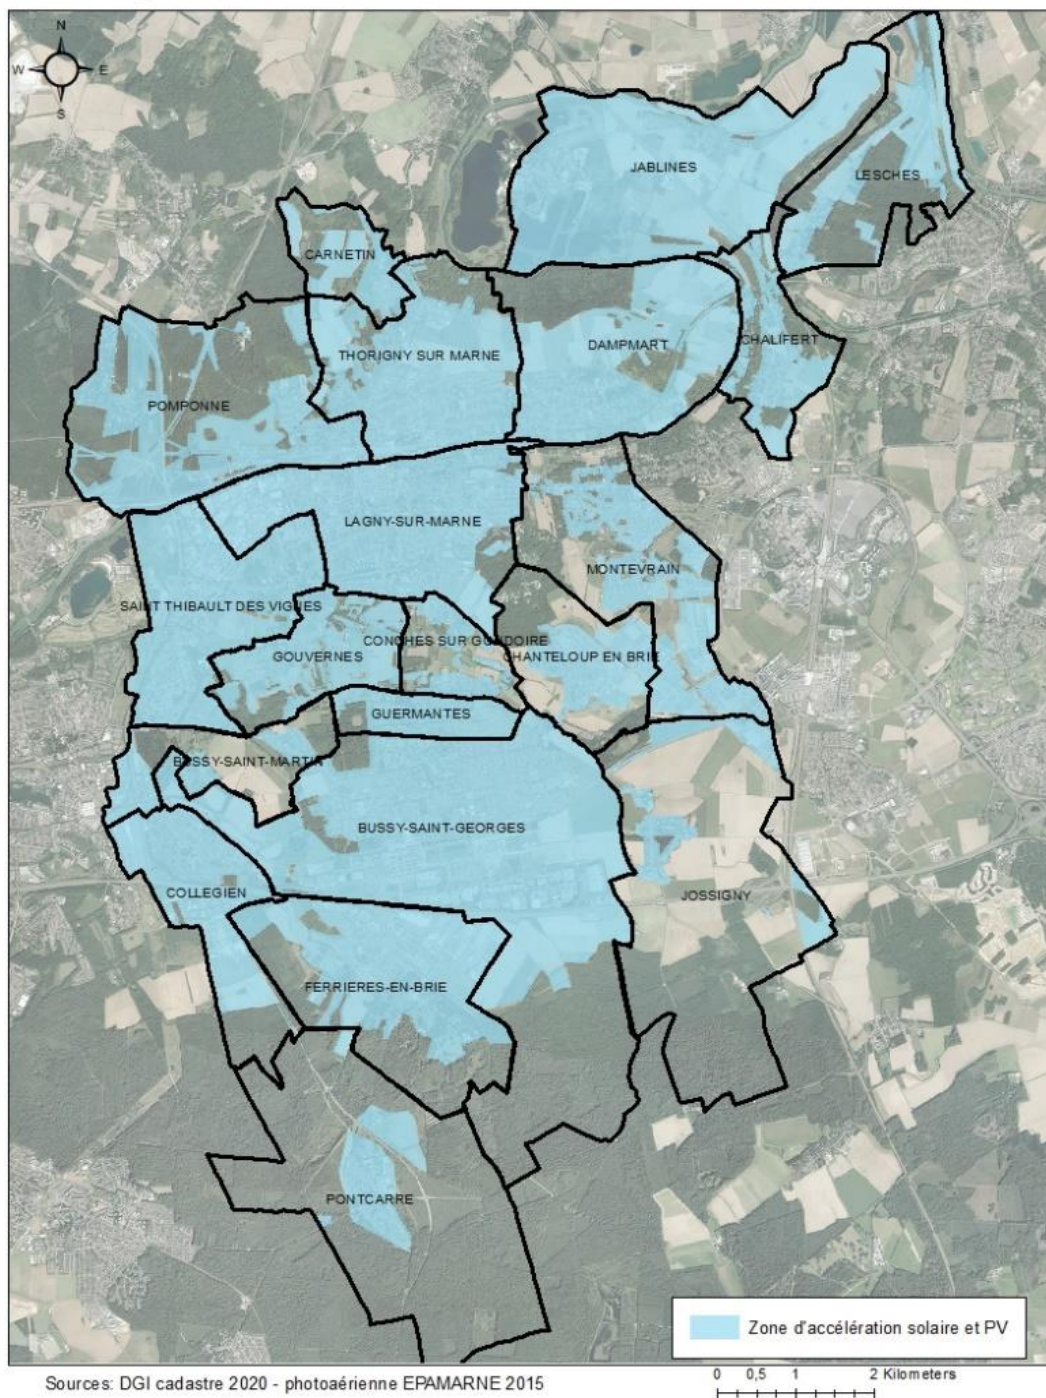 N
W E
S
JABLINES
LESCHES
CARNETIN
CHALIFERT
DAMPMART
THORIGNY SUR MARNE
POMPONNE
LAGNY-SUR-MARNE
MONTEVRAIN
SAINT THIBAULT DES VIGNES
CONCHES SUR GONDOIRE
GOUVERNES
CHANTELOUP EN BRIE
GUERMANTES
BUSSY-SAINT-MARTIN
BUSSY-SAINT-GEORGES
COLLEGIEN
JOSSIGNY
FERRIERES-EN-BRIE
PONTCARRE
Zone d'accélération solaire et PV
Sources: DGI cadastre 2020 - photoaérienne EPAMARNE 2015
0 0,5 1 2 Kilometers